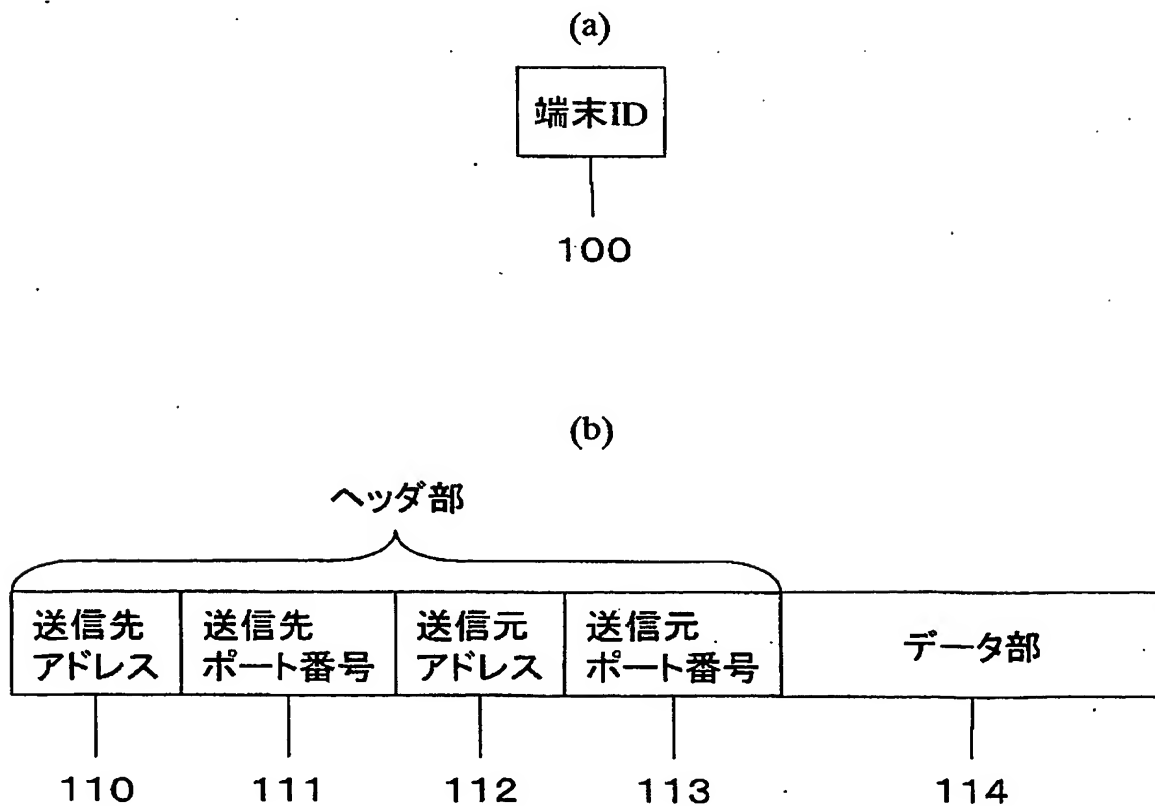 (a)
端末ID
100
(b)
ヘッダ部
送信先
アドレス
送信先
ポート番号
送信元
アドレス
送信元
ポート番号
データ部
110
111
112
113
114